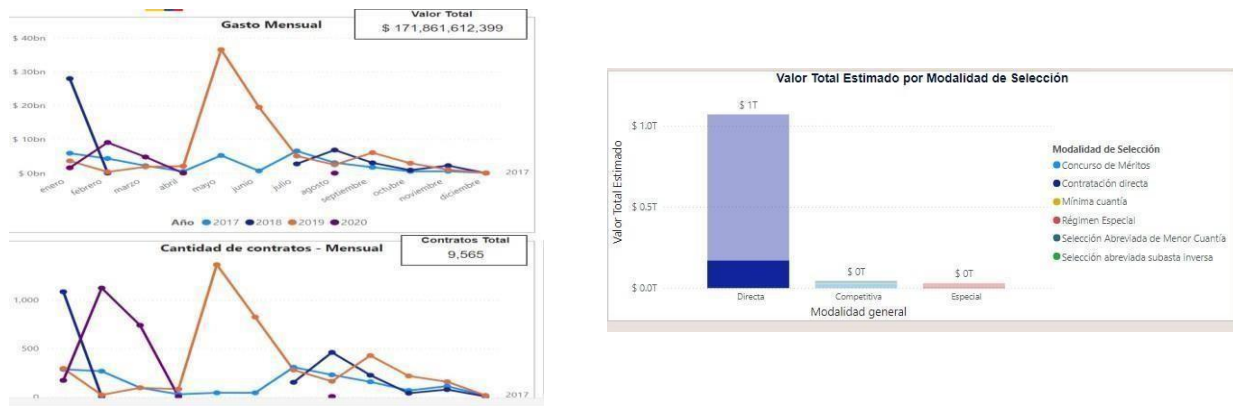 Gasto Mensual
Valor Total
$ 171,861,612,399
$ 40bn
$ 30bn
$ 20bn
$ 10bn
$ 0bn
enero
febrero
marzo
abril
mayo
junio
julio
agosto
septiembre
octubre
noviembre
diciembre
2017
Año 2017 2018 2019 2020
Cantidad de contratos - Mensual
Contratos Total
9,565
1,000
500
0
2017
Valor Total Estimado por Modalidad de Selección
Valor Total Estimado
$ 1.0T
$ 0.5T
$ 0.0T
$ 1T
$ 0T
$ 0T
Directa
Competitiva
Especial
Modalidad general
Modalidad de Selección
Concurso de Méritos
Contratación directa
Mínima cuantía
Régimen Especial
Selección Abreviada de Menor Cuantía
Selección abreviada subasta inversa